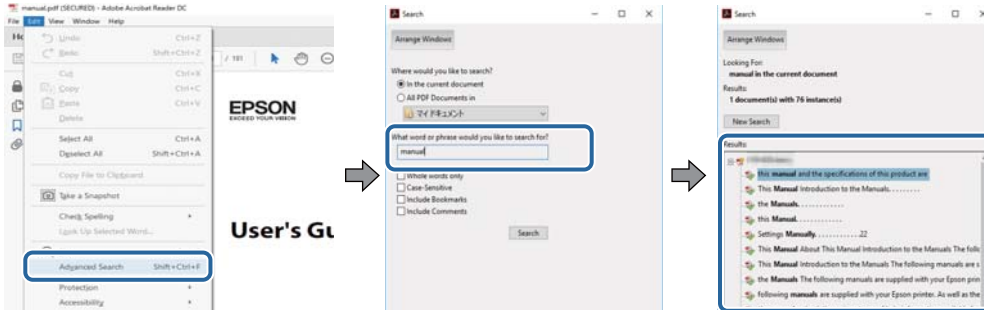 manual.pdf (SECURED) - Adobe Acrobat Reader DC
File Edit View Window Help
Undo Ctrl+Z
Redo Shift+Ctrl+Z
Cut Ctrl+X
Copy Ctrl+C
Paste Ctrl+V
Delete
Select All Ctrl+A
Deselect All Shift+Ctrl+A
Copy File to Clipboard
Take a Snapshot
Check Spelling
Look Up Selected Word...
Advanced Search Shift+Ctrl+F
Protection
Accessibility
/ 181
EPSON
EXCEED YOUR VISION
User's Gu
Search
Arrange Windows
Where would you like to search?
In the current document
All PDF Documents in
マイ ドキュメント
What word or phrase would you like to search for?
manual
Whole words only
Case-Sensitive
Include Bookmarks
Include Comments
Search
Search
Arrange Windows
Looking For:
manual in the current document
Results:
1 document(s) with 76 instance(s)
New Search
Results:
this manual and the specifications of this product are
This Manual Introduction to the Manuals. . . . . . . . .
the Manuals. . . . . . . . . . . . .
this Manual. . . . . . . . . . . . .
Settings Manually. . . . . . . . . . . . .22
This Manual About This Manual Introduction to the Manuals The follo
This Manual Introduction to the Manuals The following manuals are s
the Manuals The following manuals are supplied with your Epson prin
following manuals are supplied with your Epson printer. As well as the